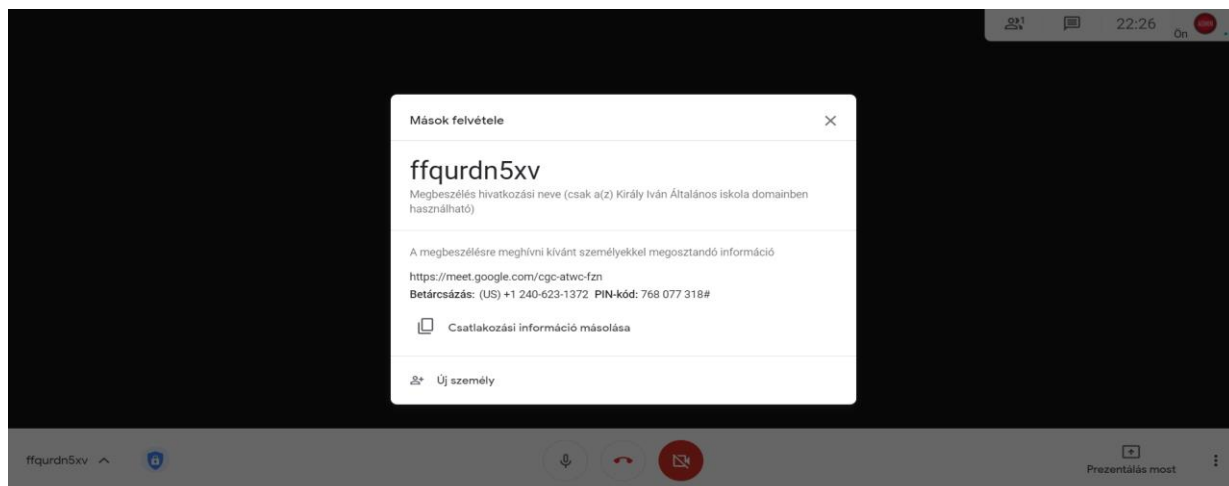 1
22:26
Ön
Mások felvétele
ffqurdn5xv
Megbeszélés hivatkozási neve (csak a(z) Király Iván Általános iskola domainben
használható)
A megbeszélésre meghívni kívánt személyekkel megosztandó információ
https://meet.google.com/cgc-atwc-fzn
Betárcsázás: (US) +1 240-623-1372 PIN-kód: 768 077 318#
Csatlakozási információ másolása
Új személy
ffqurdn5xv
Prezentálás most